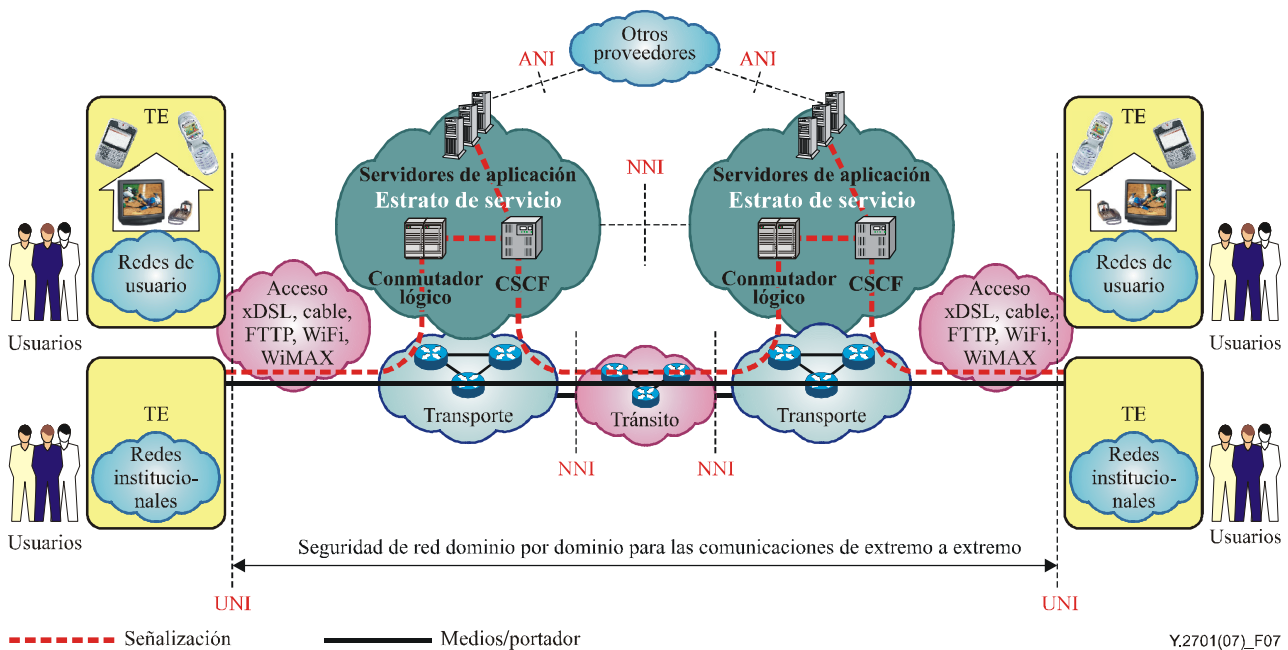 Otros
proveedores
ANI
ANI
TE
TE
Servidores de aplicación
Estrato de servicio
NNI
Servidores de aplicación
Estrato de servicio
Redes de
usuario
Conmutador
lógico
CSCF
Conmutador
lógico
CSCF
Redes de
usuario
Usuarios
Acceso
xDSL, cable,
FTTP, WiFi,
WiMAX
Acceso
xDSL, cable,
FTTP, WiFi,
WiMAX
Usuarios
Transporte
Tránsito
Transporte
TE
Redes
institucio-
nales
NNI
NNI
TE
Redes
institucio-
nales
Usuarios
Usuarios
Seguridad de red dominio por dominio para las comunicaciones de extremo a extremo
UNI
UNI
Señalización
Medios/portador
Y.2701(07)_F07